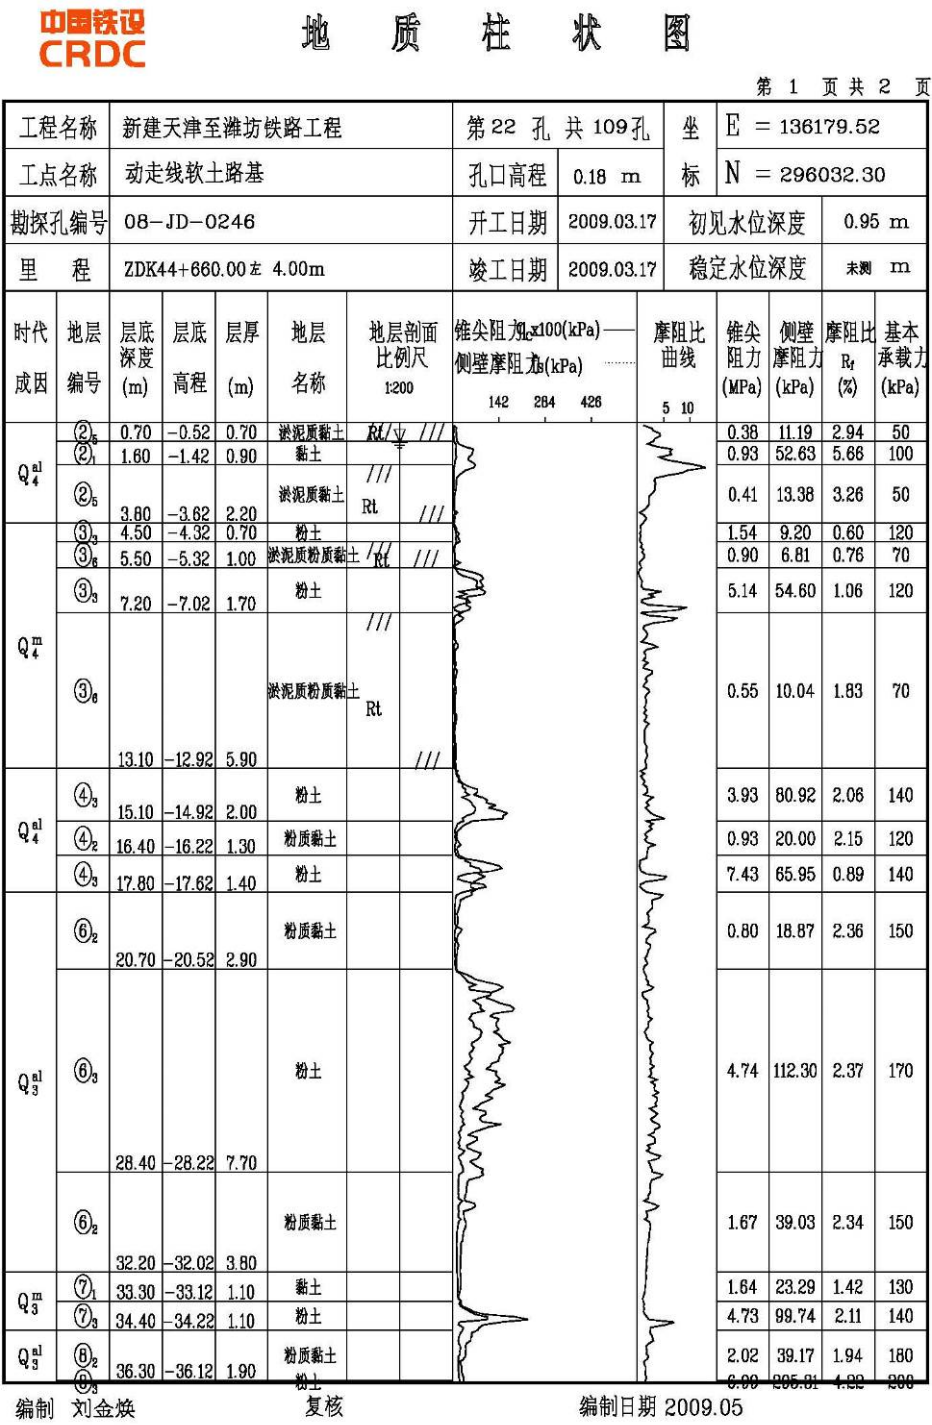 中国铁设
CRDC
地质柱状图
第 1 页 共 2 页
工程名称 新建天津至潍坊铁路工程 第22 孔 共 109孔 坐 E = 136179.52
工点名称 动走线软土路基 孔口高程 0.18 m 标 N = 296032.30
勘探孔编号 08-JD-0246 开工日期 2009.03.17 初见水位深度 0.95 m
里程 ZDK44+660.00左 4.00m 竣工日期 2009.03.17 稳定水位深度 未测 m
时代成因 地层编号 层底深度(m) 层底高程 层厚(m) 地层名称 地层剖面比例尺1:200 锥尖阻力qcx100(kPa) 侧壁摩阻力fs(kPa) 摩阻比曲线 锥尖阻力(MPa) 侧壁摩阻力(kPa) 摩阻比Rf(%) 基本承载力(kPa)
142 284 426 5 10
Q4al ②5 0.70 -0.52 0.70 淤泥质黏土 Rt 0.38 11.19 2.94 50
②1 1.60 -1.42 0.90 黏土 0.93 52.63 5.66 100
②5 3.80 -3.62 2.20 淤泥质黏土 Rt 0.41 13.38 3.26 50
Q4m ③3 4.50 -4.32 0.70 粉土 1.54 9.20 0.60 120
③6 5.50 -5.32 1.00 淤泥质粉质黏土 Rt 0.90 6.81 0.76 70
③3 7.20 -7.02 1.70 粉土 5.14 54.60 1.06 120
③6 13.10 -12.92 5.90 淤泥质粉质黏土 Rt 0.55 10.04 1.83 70
Q4al ④3 15.10 -14.92 2.00 粉土 3.93 80.92 2.06 140
④2 16.40 -16.22 1.30 粉质黏土 0.93 20.00 2.15 120
④3 17.80 -17.62 1.40 粉土 7.43 65.95 0.89 140
Q3al ⑥2 20.70 -20.52 2.90 粉质黏土 0.80 18.87 2.36 150
⑥3 28.40 -28.22 7.70 粉土 4.74 112.30 2.37 170
⑥2 32.20 -32.02 3.80 粉质黏土 1.67 39.03 2.34 150
Q3m ⑦1 33.30 -33.12 1.10 黏土 1.64 23.29 1.42 130
⑦3 34.40 -34.22 1.10 粉土 4.73 99.74 2.11 140
Q3al ⑧2 36.30 -36.12 1.90 粉质黏土 2.02 39.17 1.94 180
⑧3 粉土 200
编制 刘金焕 复核 编制日期 2009.05